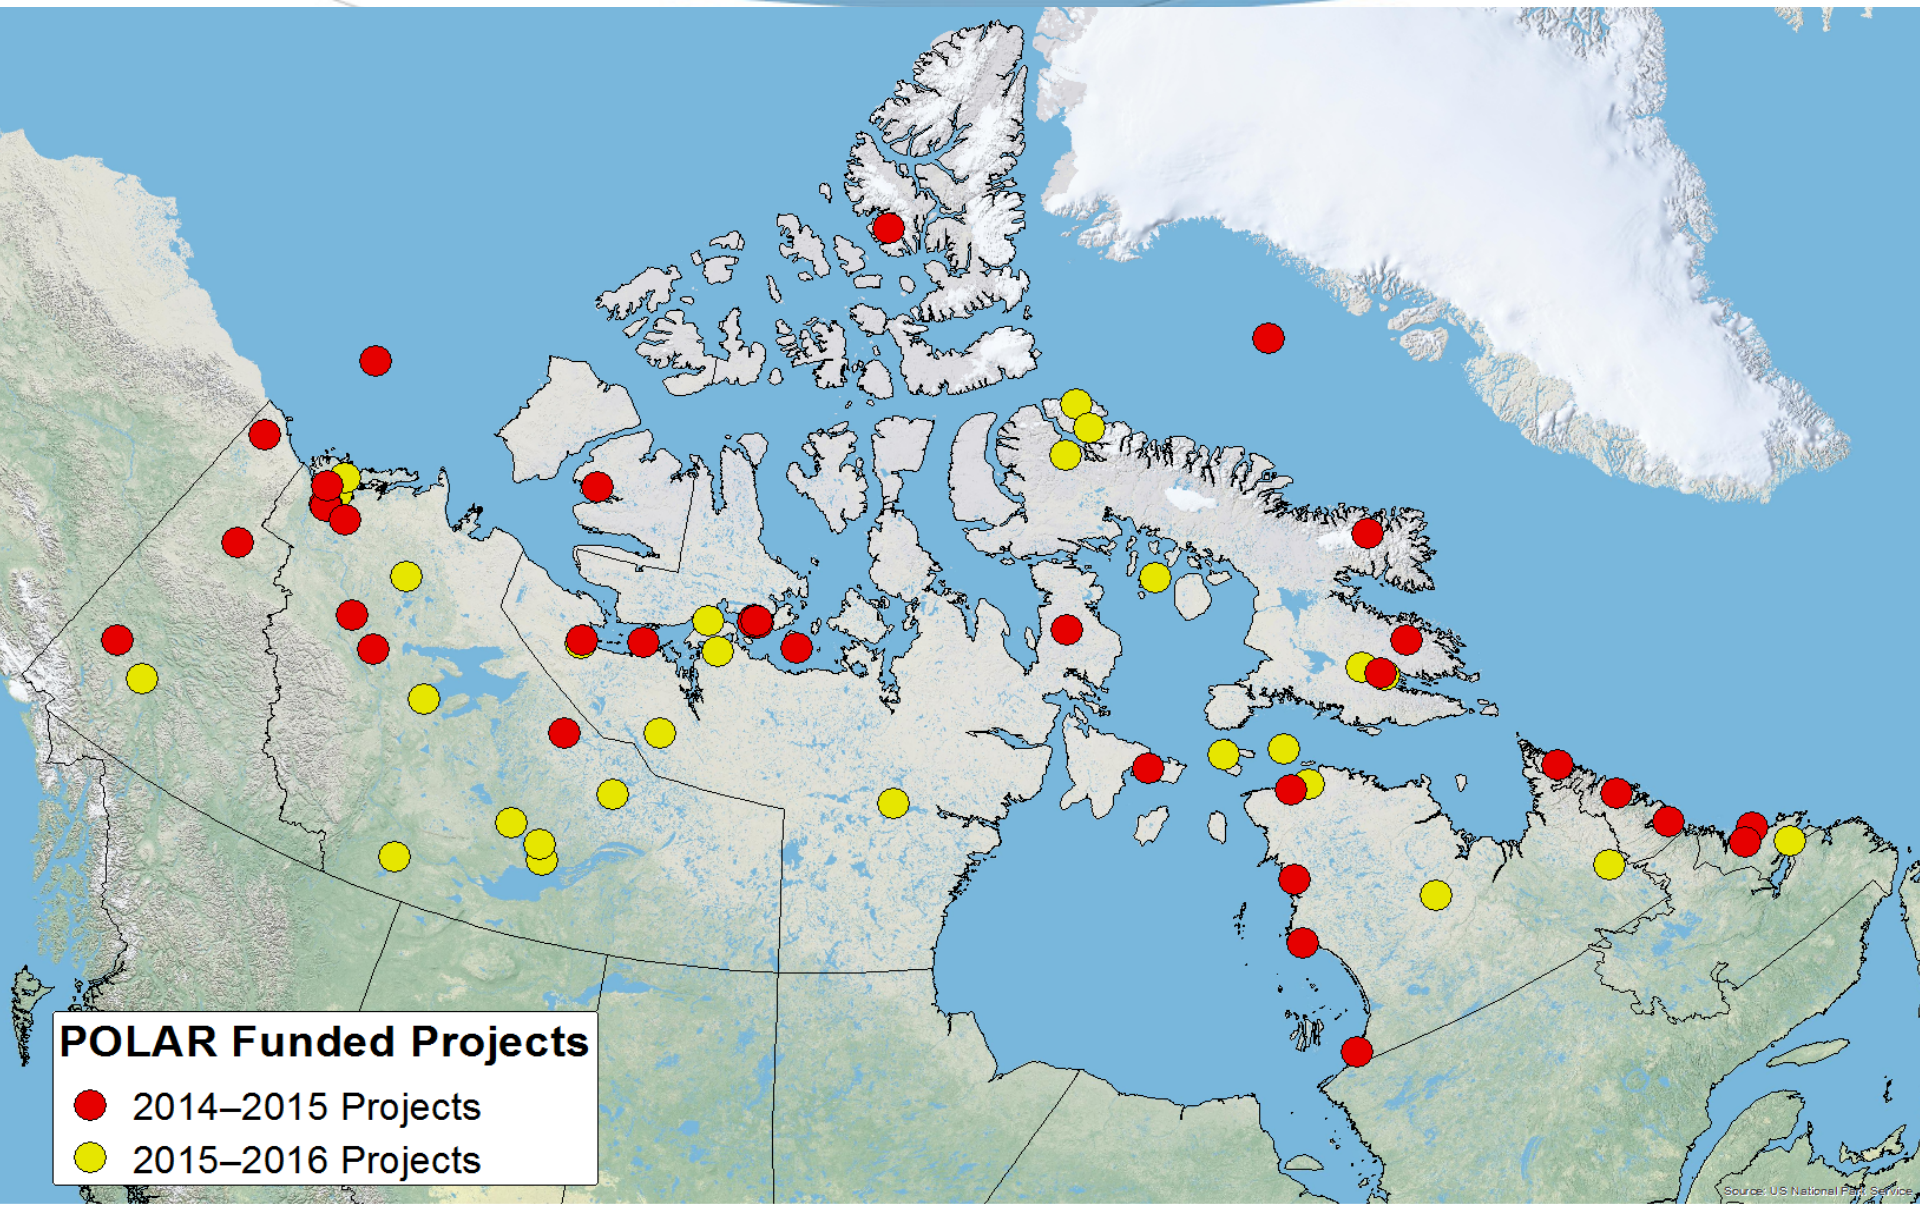 POLAR Funded Projects
2014–2015 Projects
2015–2016 Projects
Source: US National Park Service